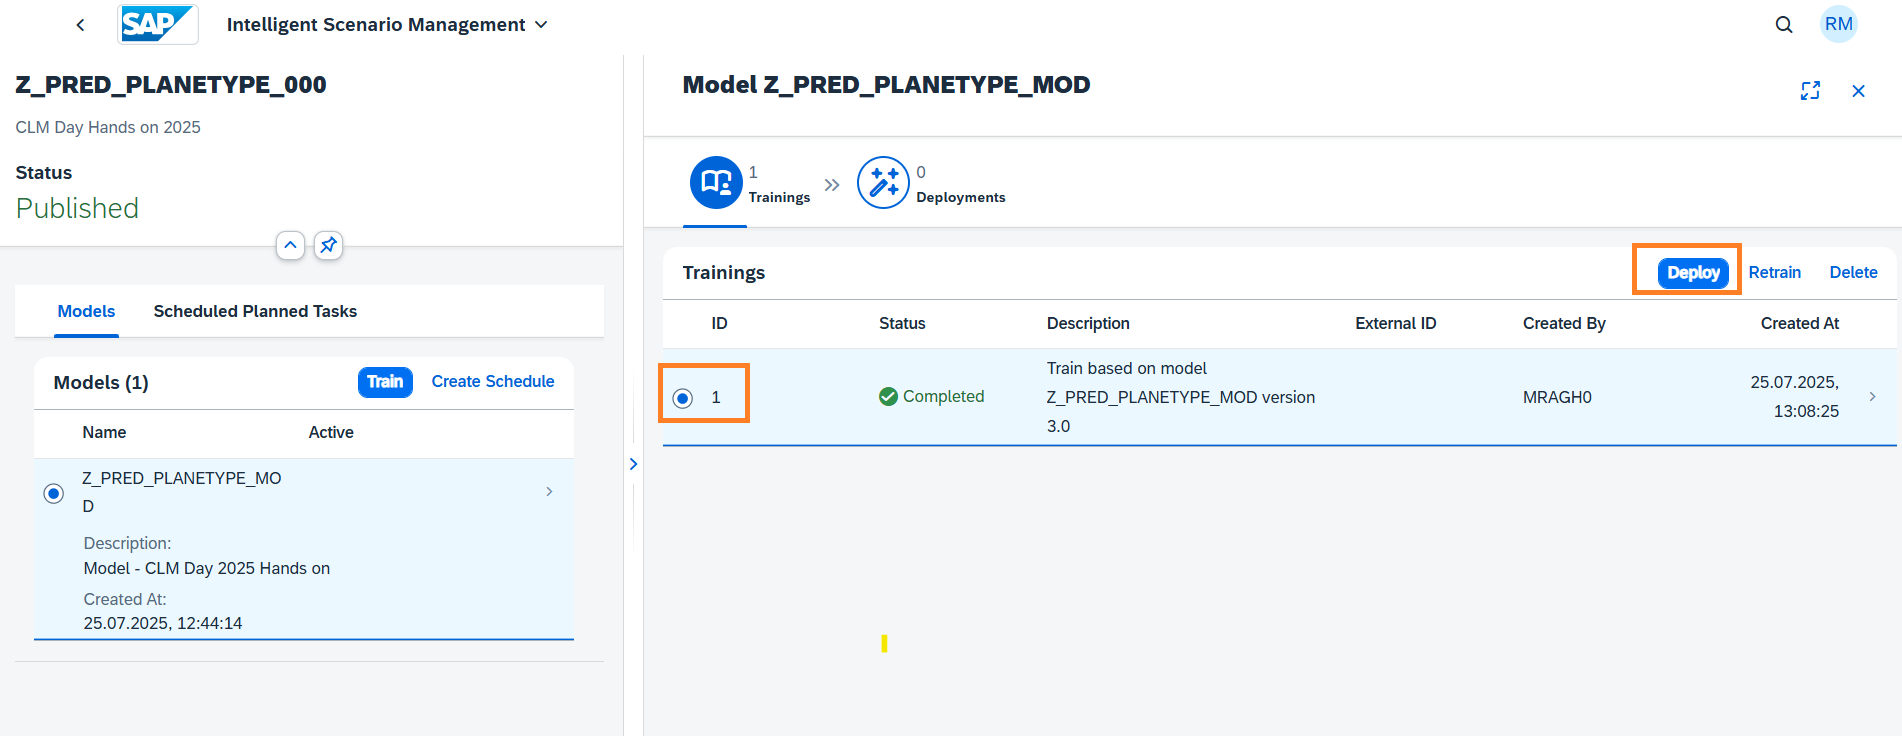 SAP
Intelligent Scenario Management
RM
Z_PRED_PLANETYPE_000
CLM Day Hands on 2025
Status
Published
Models
Scheduled Planned Tasks
Models (1)
Train
Create Schedule
Name
Active
Z_PRED_PLANETYPE_MO
D
Description:
Model - CLM Day 2025 Hands on
Created At:
25.07.2025, 12:44:14
Model Z_PRED_PLANETYPE_MOD
1
Trainings
0
Deployments
Trainings
Deploy
Retrain
Delete
ID
Status
Description
External ID
Created By
Created At
1
Completed
Train based on model
Z_PRED_PLANETYPE_MOD version
3.0
MRAGH0
25.07.2025,
13:08:25